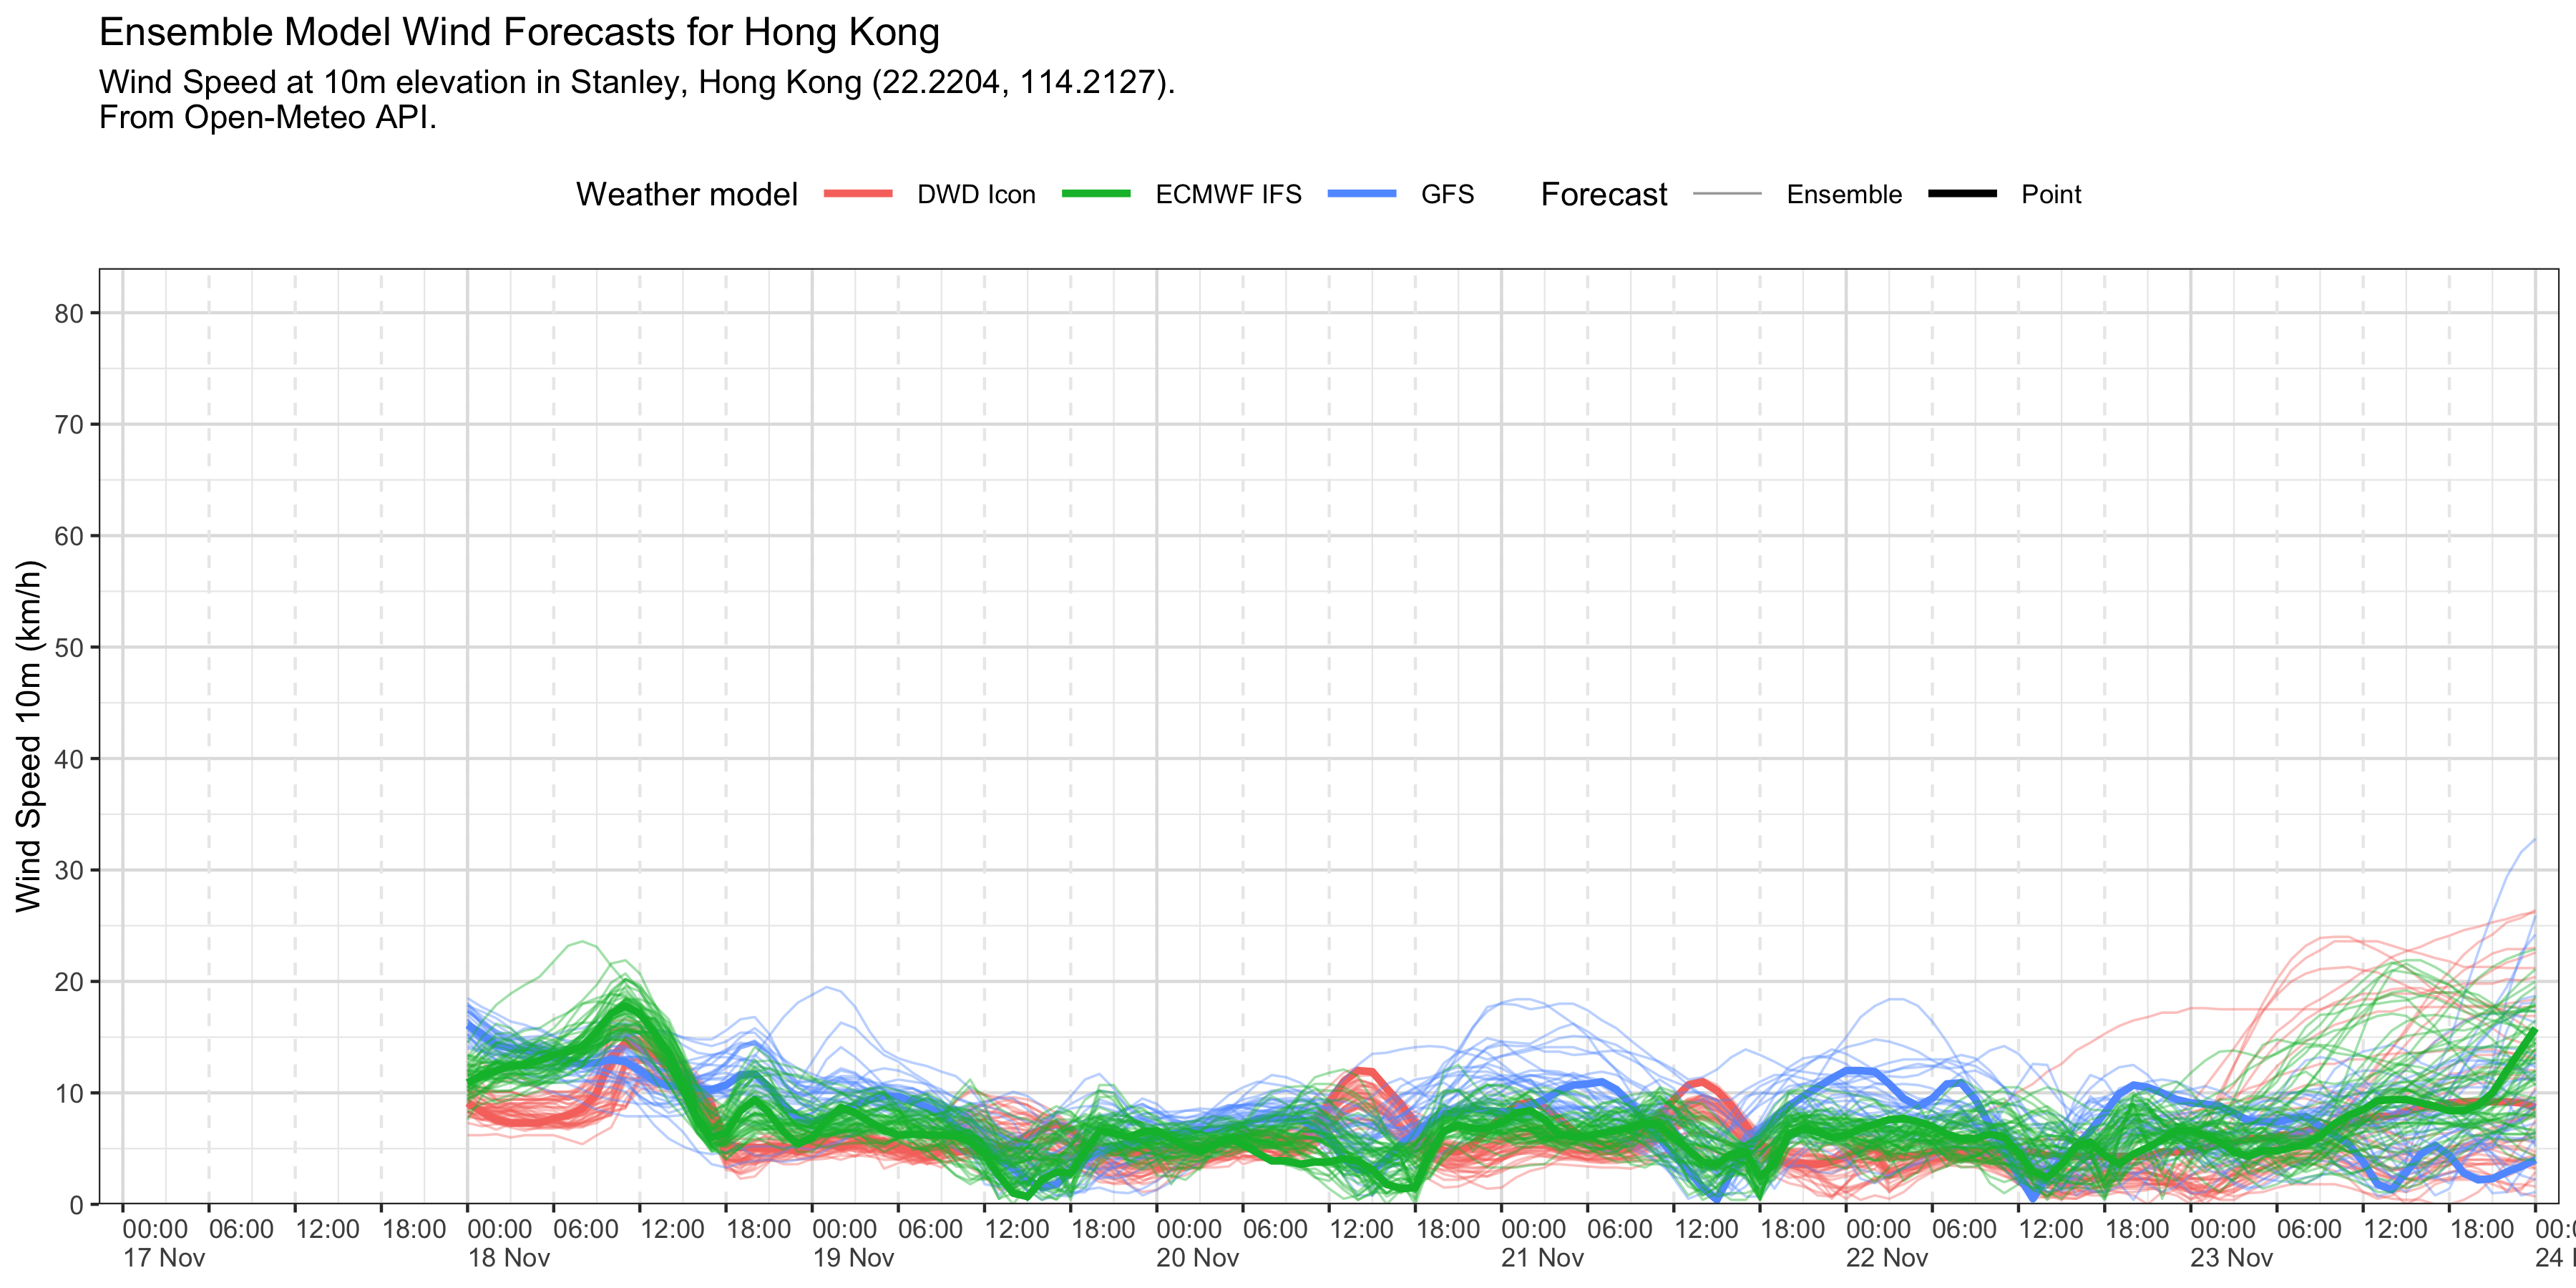 Ensemble Model Wind Forecasts for Hong Kong
Wind Speed at 10m elevation in Stanley, Hong Kong (22.2204, 114.2127).
From Open-Meteo API.
Weather model DWD Icon ECMWF IFS GFS Forecast Ensemble Point
Wind Speed 10m (km/h)
80
70
60
50
40
30
20
10
0
00:00 06:00 12:00 18:00 00:00 06:00 12:00 18:00 00:00 06:00 12:00 18:00 00:00 06:00 12:00 18:00 00:00 06:00 12:00 18:00 00:00 06:00 12:00 18:00 00:00 06:00 12:00 18:00
17 Nov 18 Nov 19 Nov 20 Nov 21 Nov 22 Nov 23 Nov 24